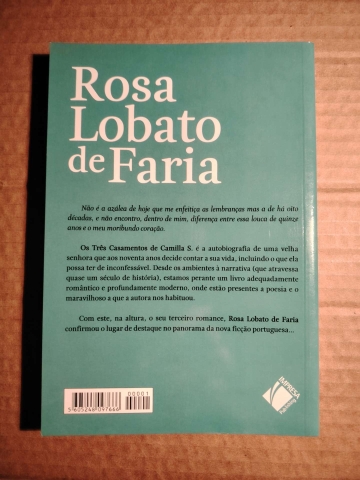 Rosa
Lobato
de Faria
Não é a azálea de hoje que me enfeitiça as lembranças mas a de há oito
décadas, e não encontro, dentro de mim, diferença entre essa louca de quinze
anos e o meu moribundo coração.
Os Três Casamentos de Camilla S. é a autobiografia de uma velha
senhora que aos noventa anos decide contar a sua vida, incluindo o que ela
possa ter de inconfessável. Desde os ambientes à narrativa (que atravessa
quase um século de história), estamos perante um livro adequadamente
romântico e profundamente moderno, onde estão presentes a poesia e o
maravilhoso a que a autora nos habituou.
Com este, na altura, o seu terceiro romance, Rosa Lobato de Faria
confirmou o lugar de destaque no panorama da nova ficção portuguesa...
00001
5605246097666
IMPRESA
Publishing